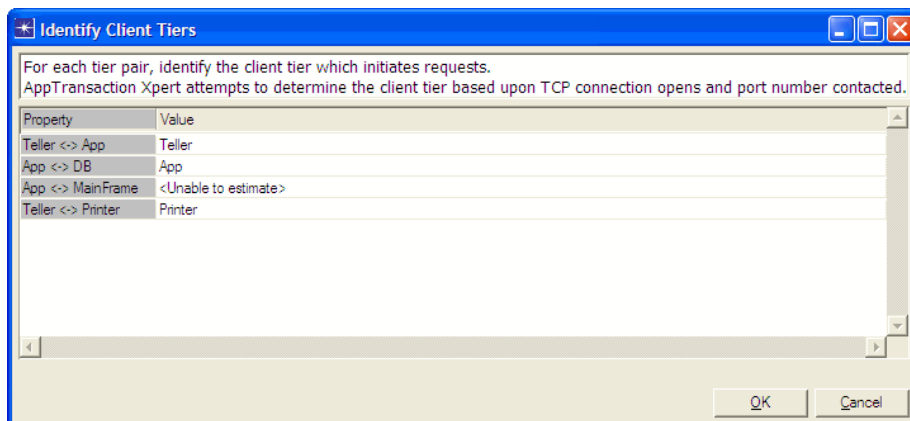 Identify Client Tiers
For each tier pair, identify the client tier which initiates requests.
AppTransaction Xpert attempts to determine the client tier based upon TCP connection opens and port number contacted.
Property Value
Teller <-> App Teller
App <-> DB App
App <-> MainFrame <Unable to estimate>
Teller <-> Printer Printer
OK Cancel